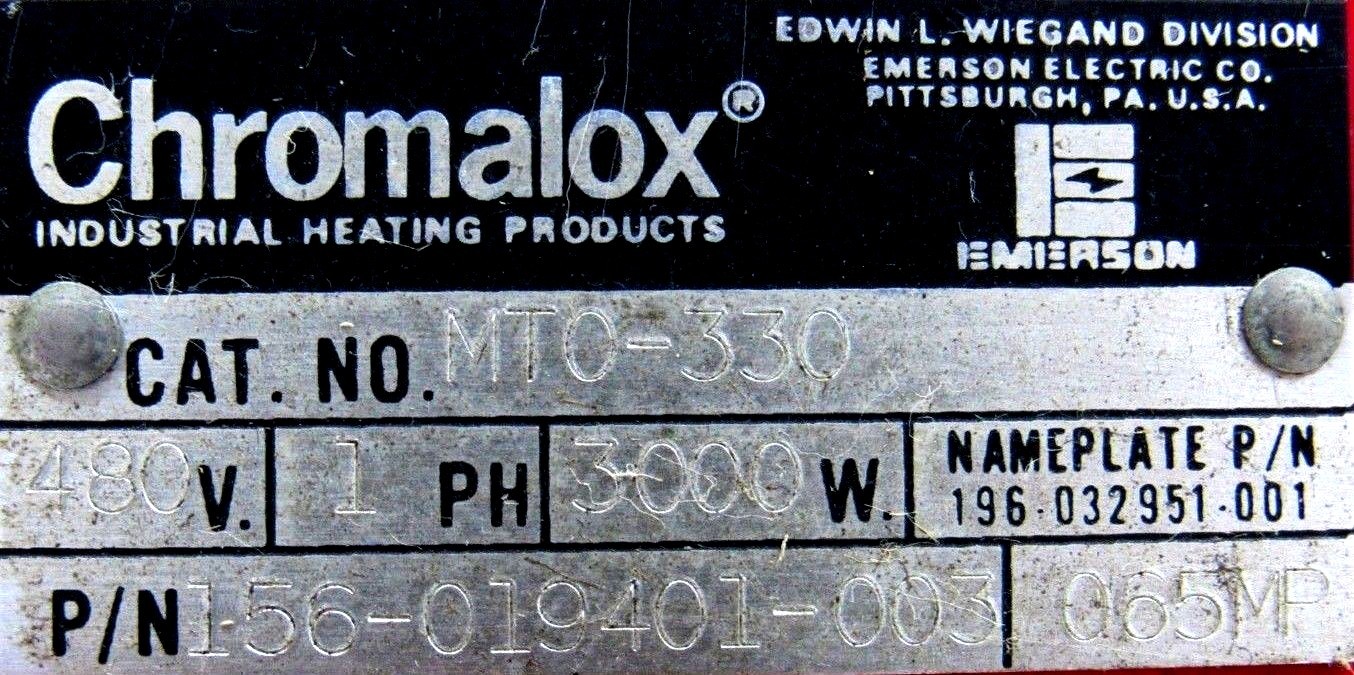 EDWIN L. WIEGAND DIVISION
EMERSON ELECTRIC CO.
PITTSBURGH, PA. U.S.A.
Chromalox®
INDUSTRIAL HEATING PRODUCTS
EMERSON
CAT. NO. MTO-330
480 V. 1 PH 3000 W.
NAMEPLATE P/N
196-032951-001
P/N 156-019401-003 065MP